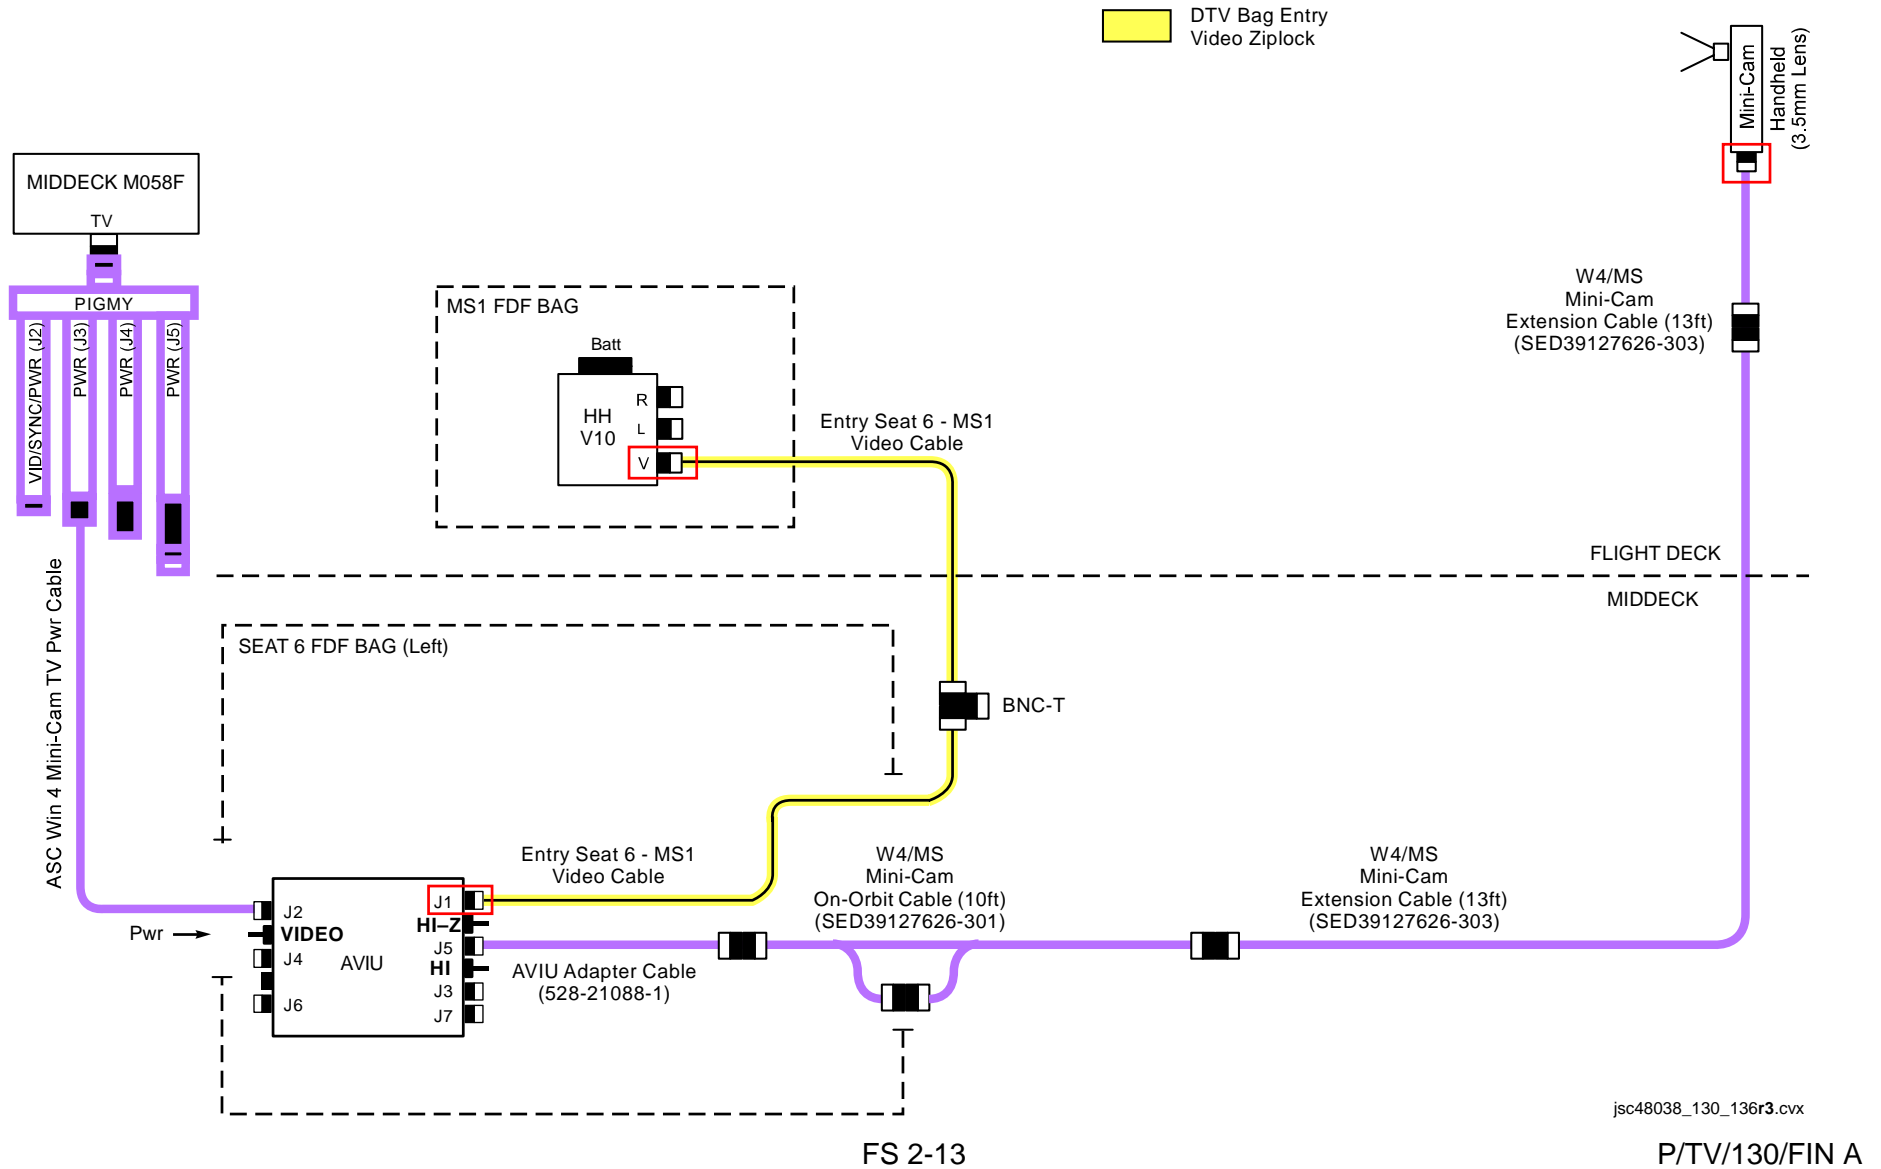 DTV Bag Entry
Video Ziplock
Mini-Cam
Handheld
(3.5mm Lens)
MIDDECK M058F
TV
PIGMY
VID/SYNC/PWR (J2)
PWR (J3)
PWR (J4)
PWR (J5)
MS1 FDF BAG
Batt
HH
V10
R
L
V
Entry Seat 6 - MS1
Video Cable
W4/MS
Mini-Cam
Extension Cable (13ft)
(SED39127626-303)
FLIGHT DECK
MIDDECK
ASC Win 4 Mini-Cam TV Pwr Cable
SEAT 6 FDF BAG (Left)
BNC-T
Entry Seat 6 - MS1
Video Cable
W4/MS
Mini-Cam
On-Orbit Cable (10ft)
(SED39127626-301)
W4/MS
Mini-Cam
Extension Cable (13ft)
(SED39127626-303)
Pwr
J2
VIDEO
J4
J6
AVIU
J1
HI–Z
J5
HI
J3
J7
AVIU Adapter Cable
(528-21088-1)
jsc48038_130_136r3.cvx
FS 2-13
P/TV/130/FIN A